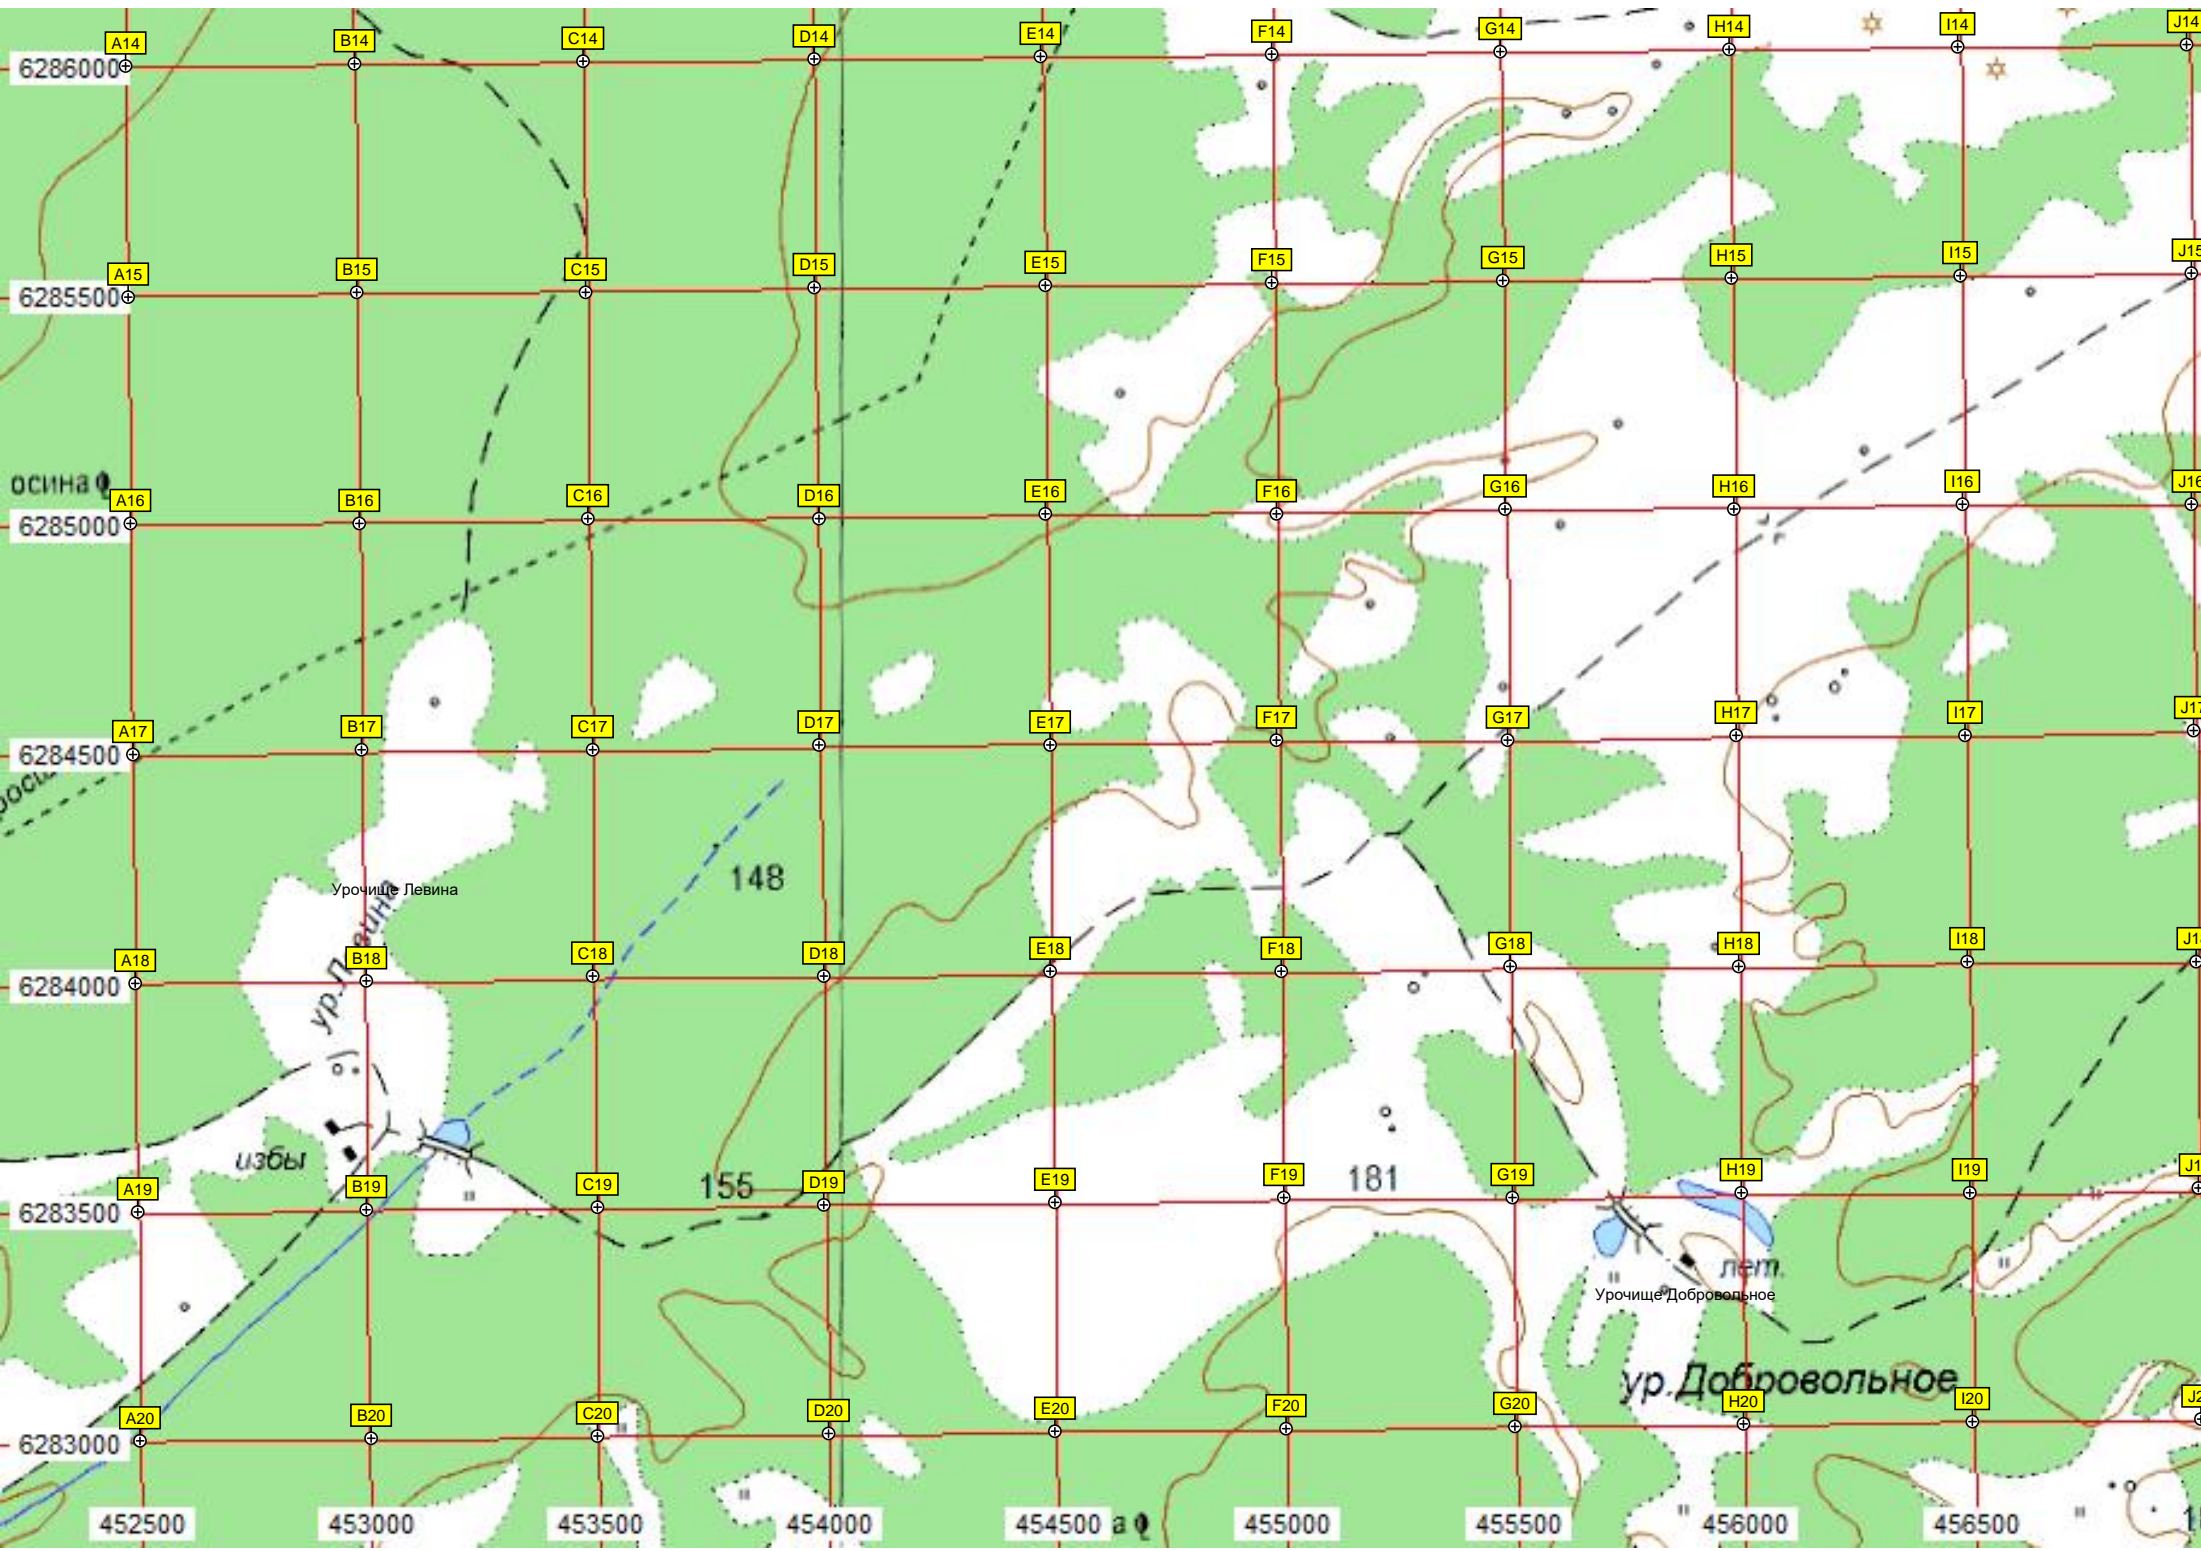 A14 B14 C14 D14 E14 F14 G14 H14 I14 J14
6286000
A15 B15 C15 D15 E15 F15 G15 H15 I15 J15
6285500
осина
A16 B16 C16 D16 E16 F16 G16 H16 I16 J16
6285000
A17 B17 C17 D17 E17 F17 G17 H17 I17 J17
6284500
148
Урочище Левина
A18 B18 C18 D18 E18 F18 G18 H18 I18
6284000
избы
155
181
A19 B19 C19 D19 E19 F19 G19 H19 I19
6283500
лет.
Урочище Добровольное
ур.Добровольное
A20 B20 C20 D20 E20 F20 G20 H20 I20
6283000
452500 453000 453500 454000 454500 455000 455500 456000 456500